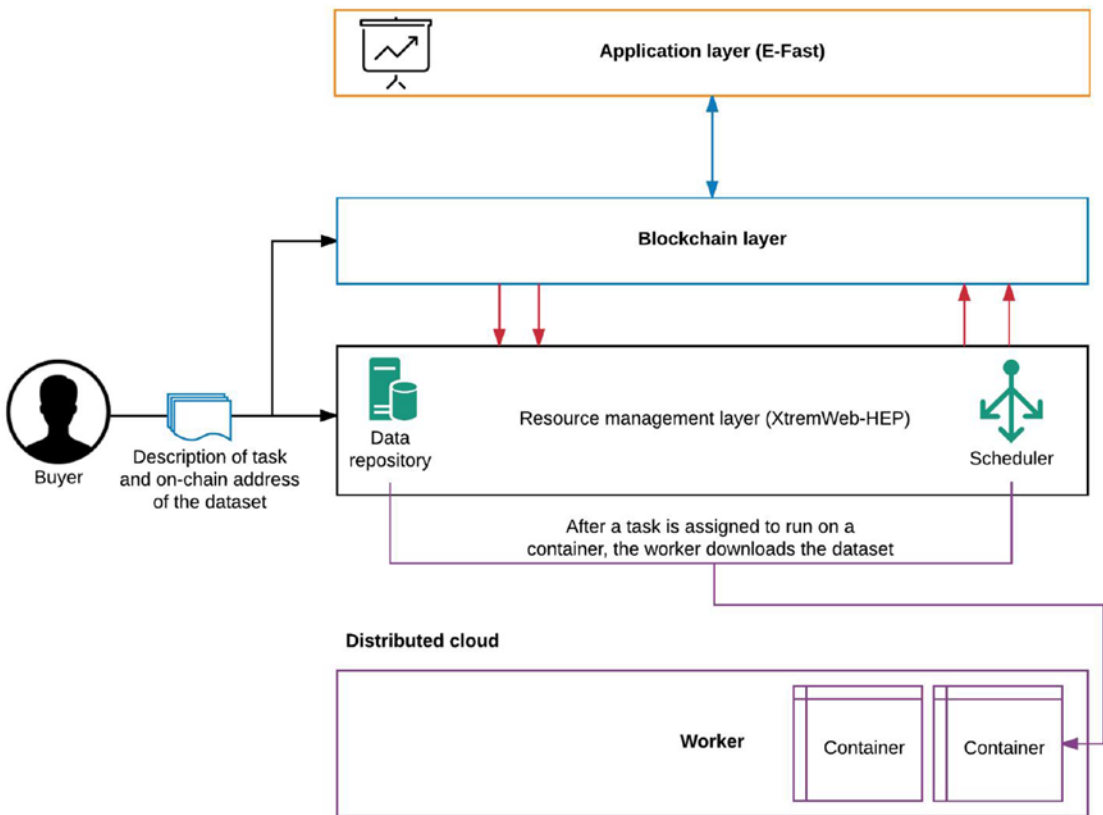 Application layer (E-Fast)
Blockchain layer
Resource management layer (XtremWeb-HEP)
Data
repository
Scheduler
Buyer
Description of task
and on-chain address
of the dataset
After a task is assigned to run on a
container, the worker downloads the dataset
Distributed cloud
Worker
Container
Container